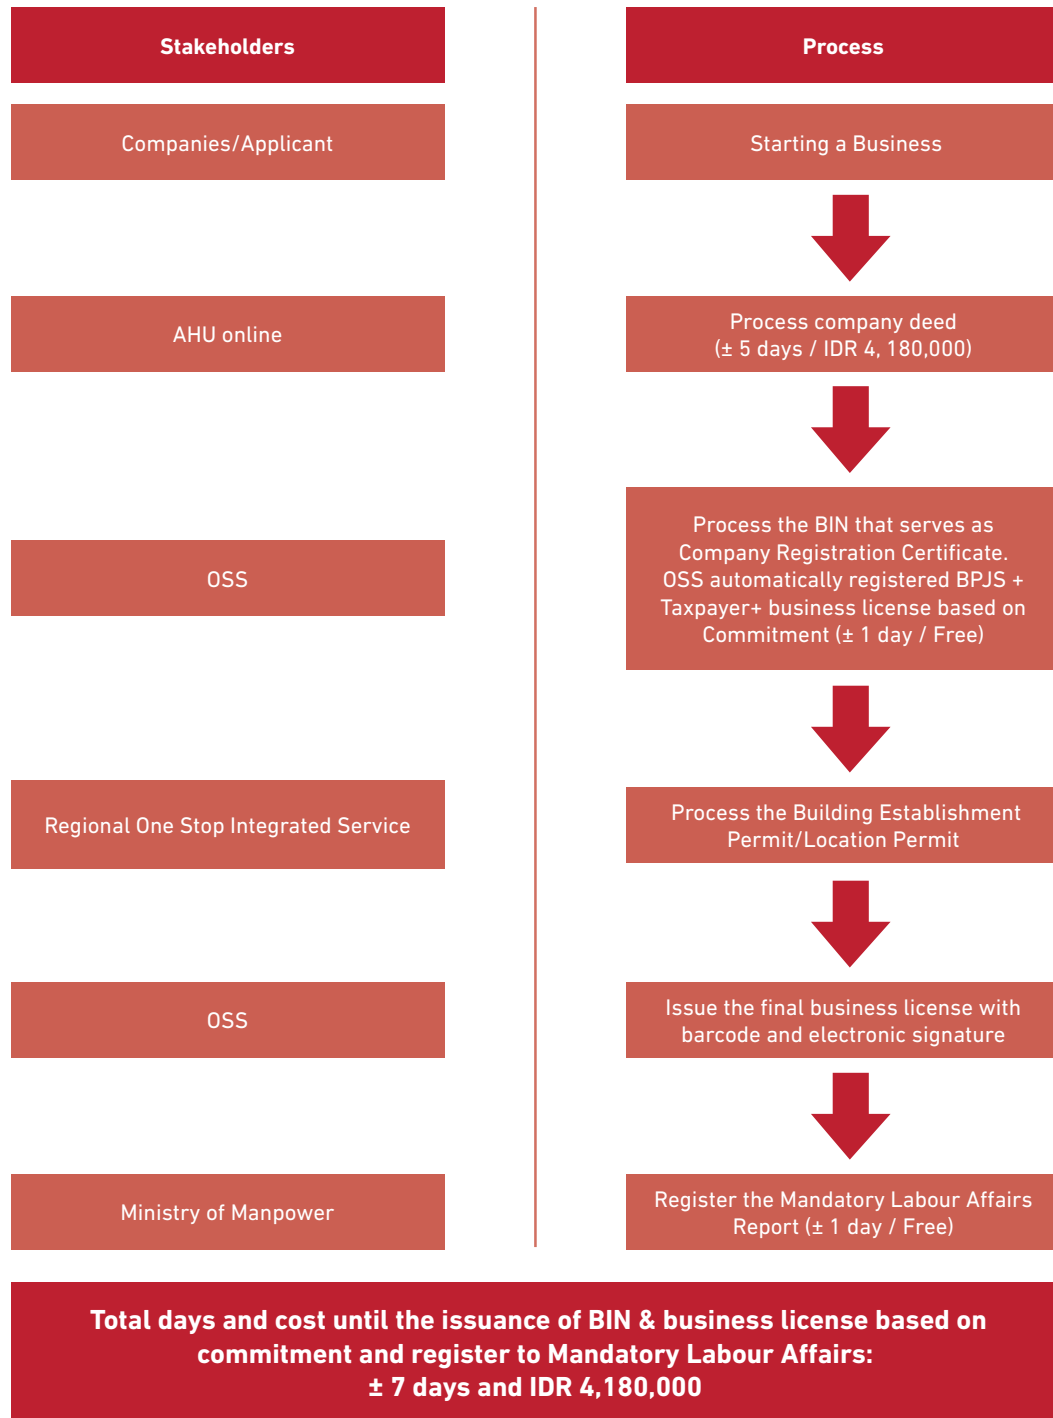 Stakeholders
Process
Companies/Applicant
Starting a Business
AHU online
Process company deed
(± 5 days / IDR 4, 180,000)
OSS
Process the BIN that serves as
Company Registration Certificate.
OSS automatically registered BPJS +
Taxpayer+ business license based on
Commitment (± 1 day / Free)
Regional One Stop Integrated Service
Process the Building Establishment
Permit/Location Permit
OSS
Issue the final business license with
barcode and electronic signature
Ministry of Manpower
Register the Mandatory Labour Affairs
Report (± 1 day / Free)
Total days and cost until the issuance of BIN & business license based on
commitment and register to Mandatory Labour Affairs:
± 7 days and IDR 4,180,000